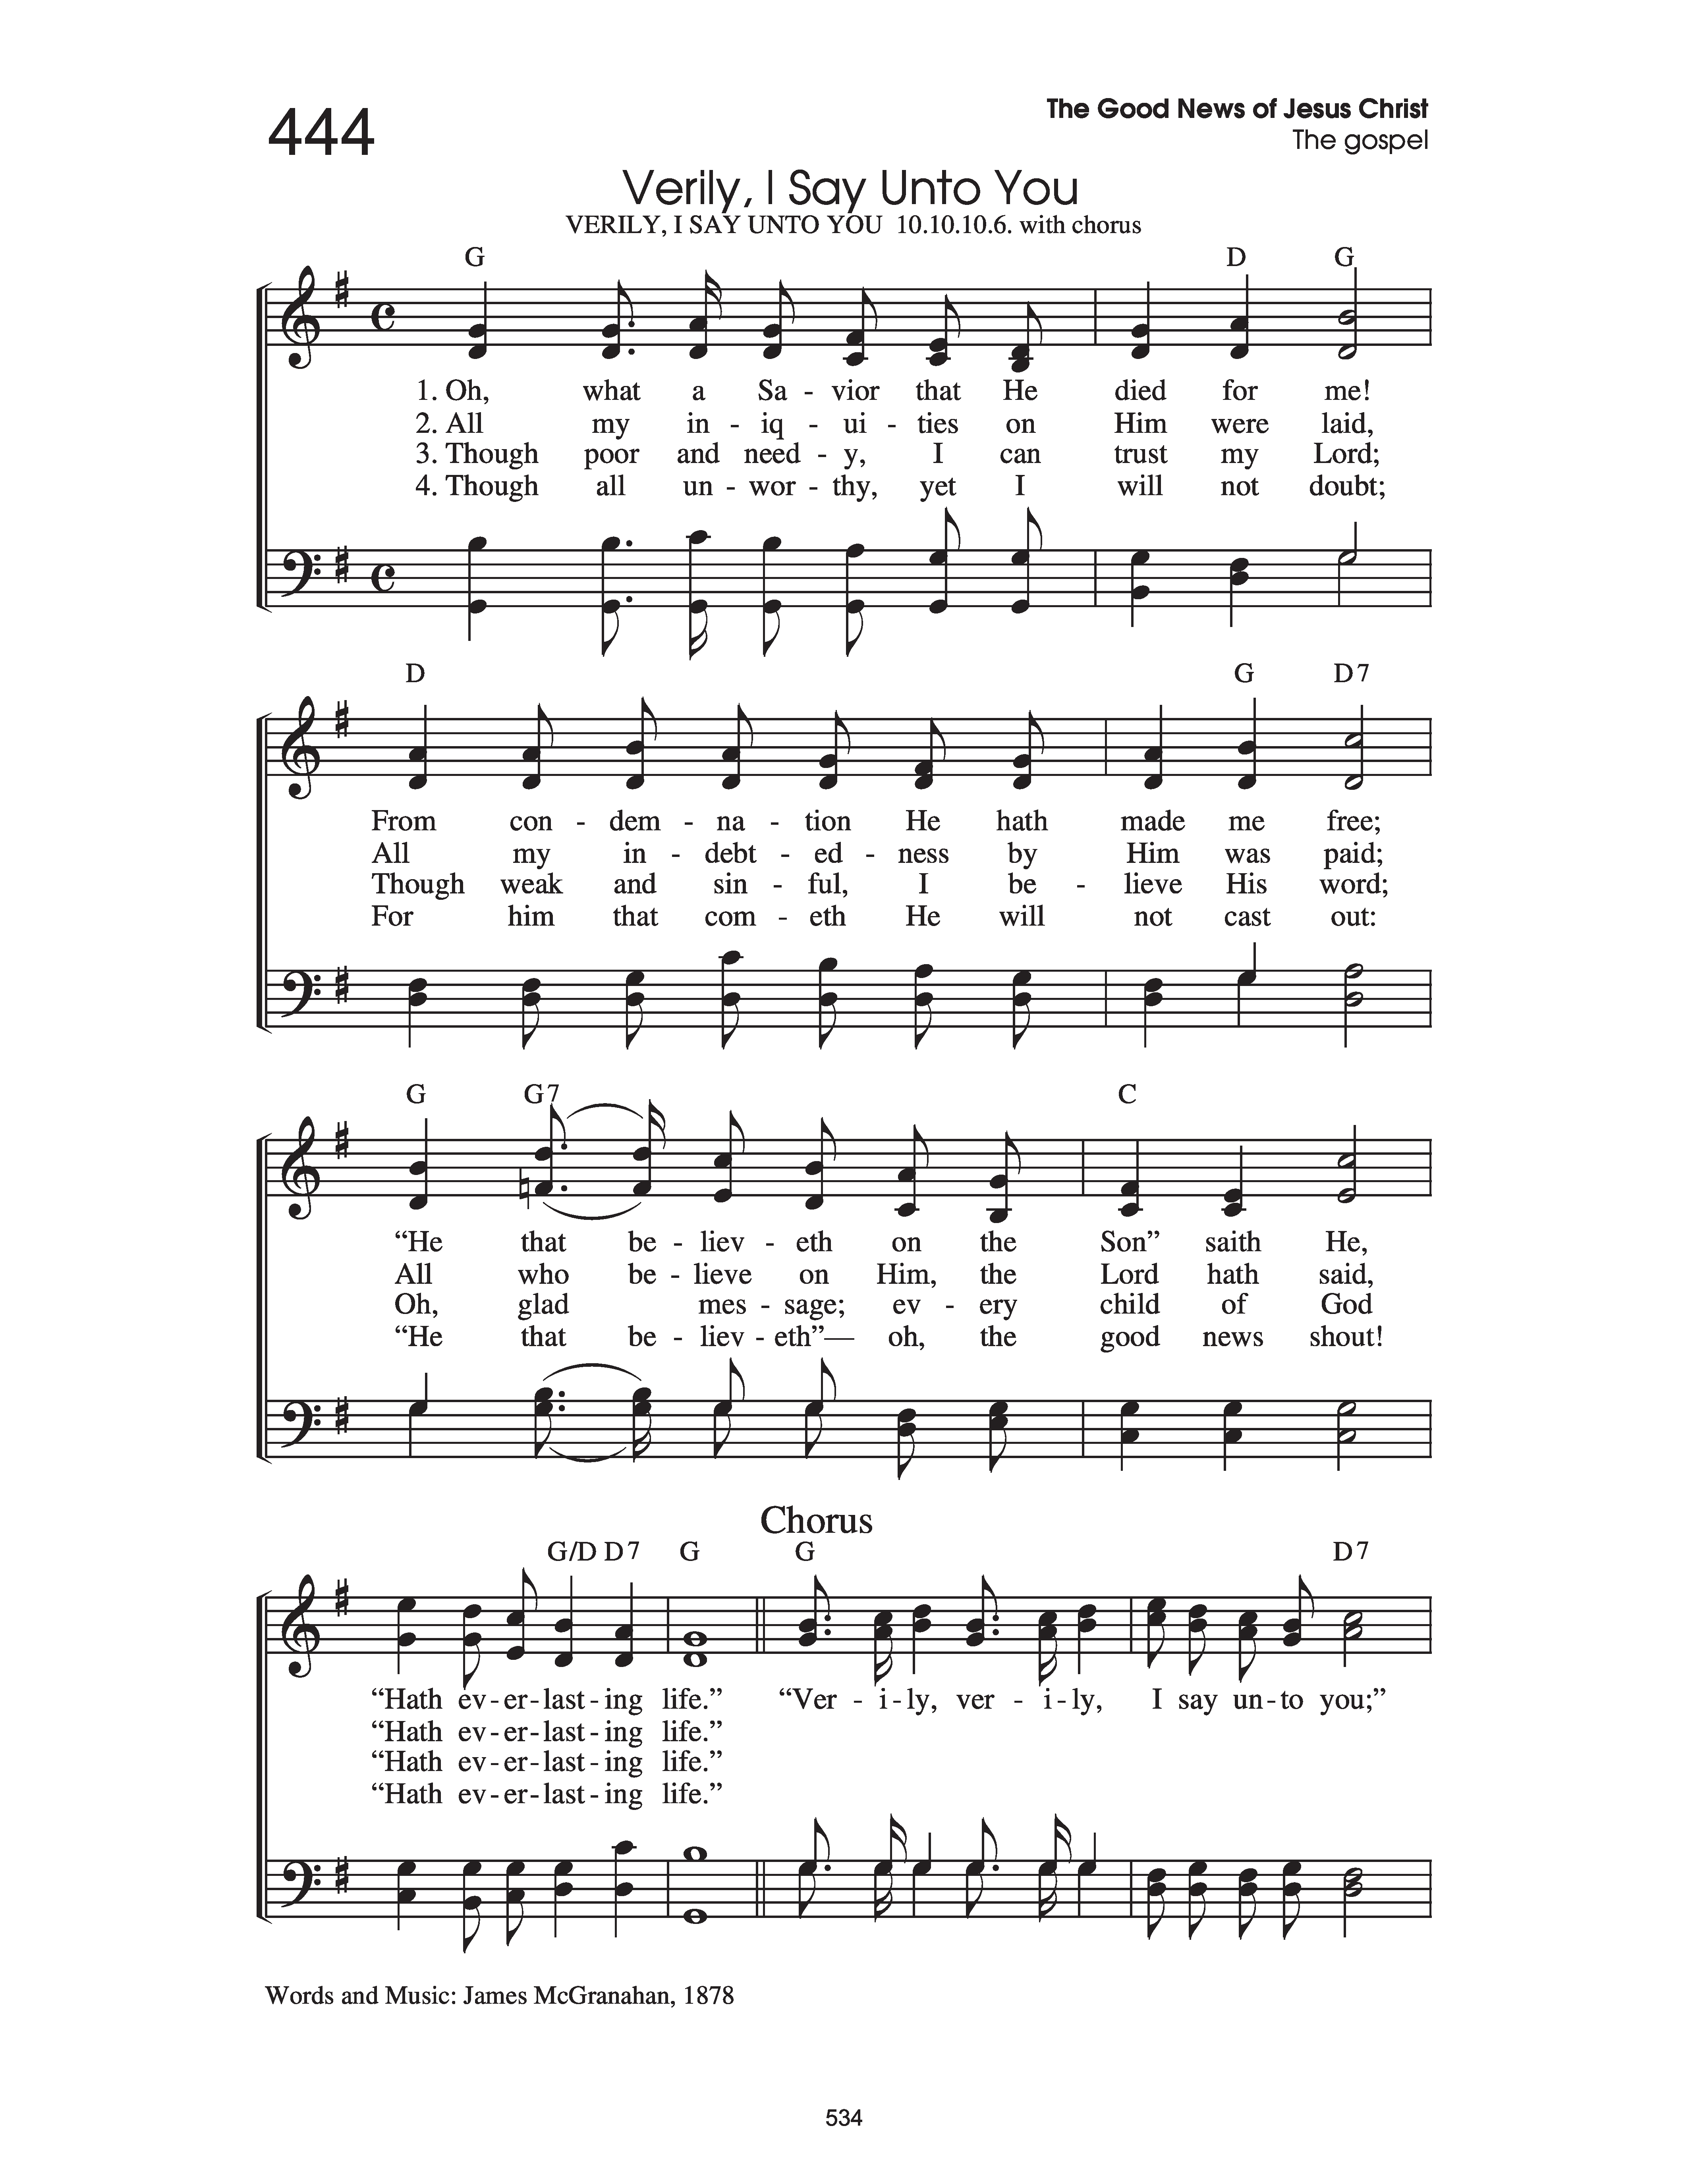 444
The Good News of Jesus Christ
The gospel
Verily, I Say Unto You
VERILY, I SAY UNTO YOU 10.10.10.6. with chorus
G D G
1. Oh, what a Sa - vior that He died for me!
2. All my in - iq - ui - ties on Him were laid,
3. Though poor and need - y, I can trust my Lord;
4. Though all un - wor - thy, yet I will not doubt;
D G D7
From con - dem - na - tion He hath made me free;
All my in - debt - ed - ness by Him was paid;
Though weak and sin - ful, I be - lieve His word;
For him that com - eth He will not cast out:
G G7 C
“He that be - liev - eth on the Son” saith He,
All who be - lieve on Him, the Lord hath said,
Oh, glad mes - sage; ev - ery child of God
“He that be - liev - eth”— oh, the good news shout!
Chorus
G/D D7 G G D7
“Hath ev - er - last - ing life.” “Ver - i - ly, ver - i - ly, I say un - to you;”
“Hath ev - er - last - ing life.”
“Hath ev - er - last - ing life.”
“Hath ev - er - last - ing life.”
Words and Music: James McGranahan, 1878
534